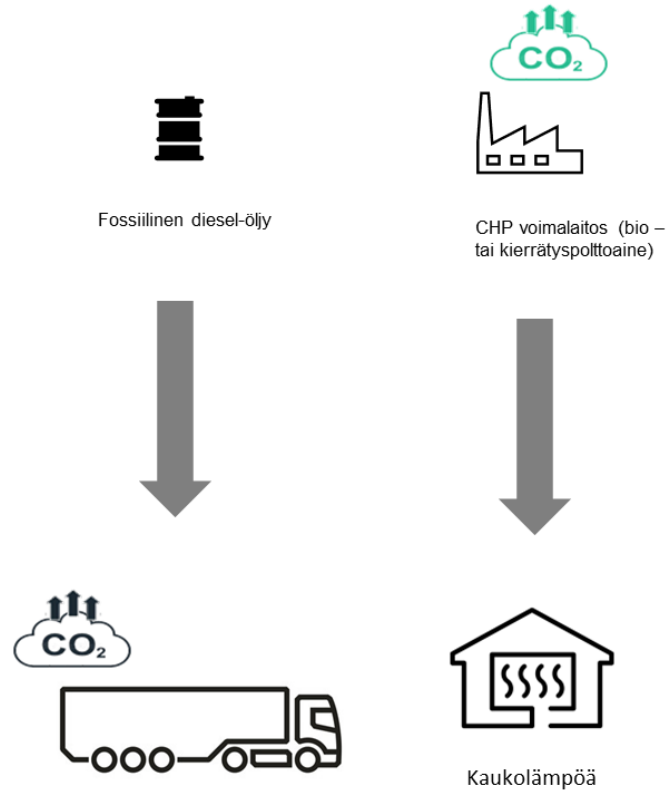 CO₂
Fossiilinen diesel-öljy
CHP voimalaitos (bio –
tai kierrätyspolttoaine)
CO₂
Kaukolämpöä